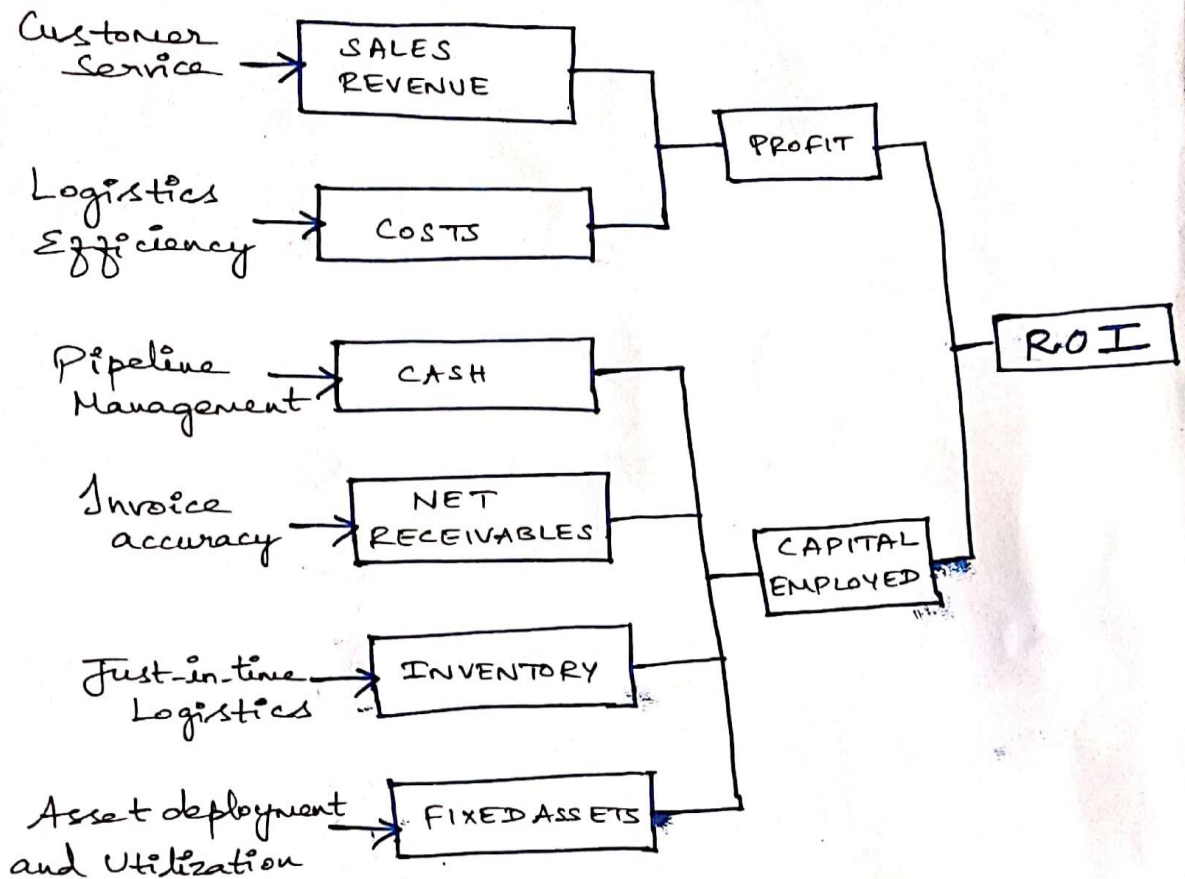 Customer
Service
SALES
REVENUE
PROFIT
Logistics
Efficiency
COSTS
R.O I
Pipeline
Management
CASH
Invoice
accuracy
NET
RECEIVABLES
CAPITAL
EMPLOYED
Just-in-time
Logistics
INVENTORY
Asset deployment
and Utilization
FIXED ASSETS